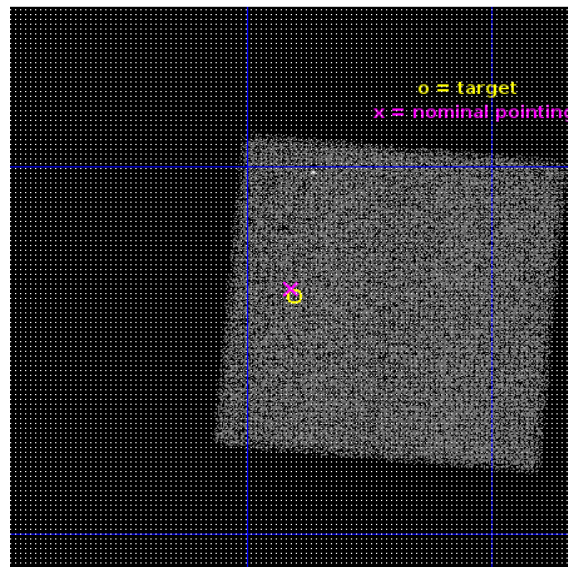 o = target
x = nominal pointing